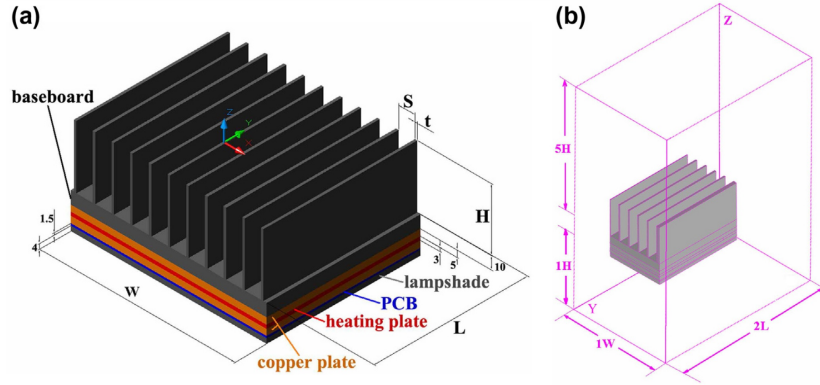 (a)
baseboard
S
t
Z
Y
X
H
1.5
4
3
5
10
W
lampshade
PCB
heating plate
copper plate
L
(b)
Z
5H
1H
Y
1W
2L